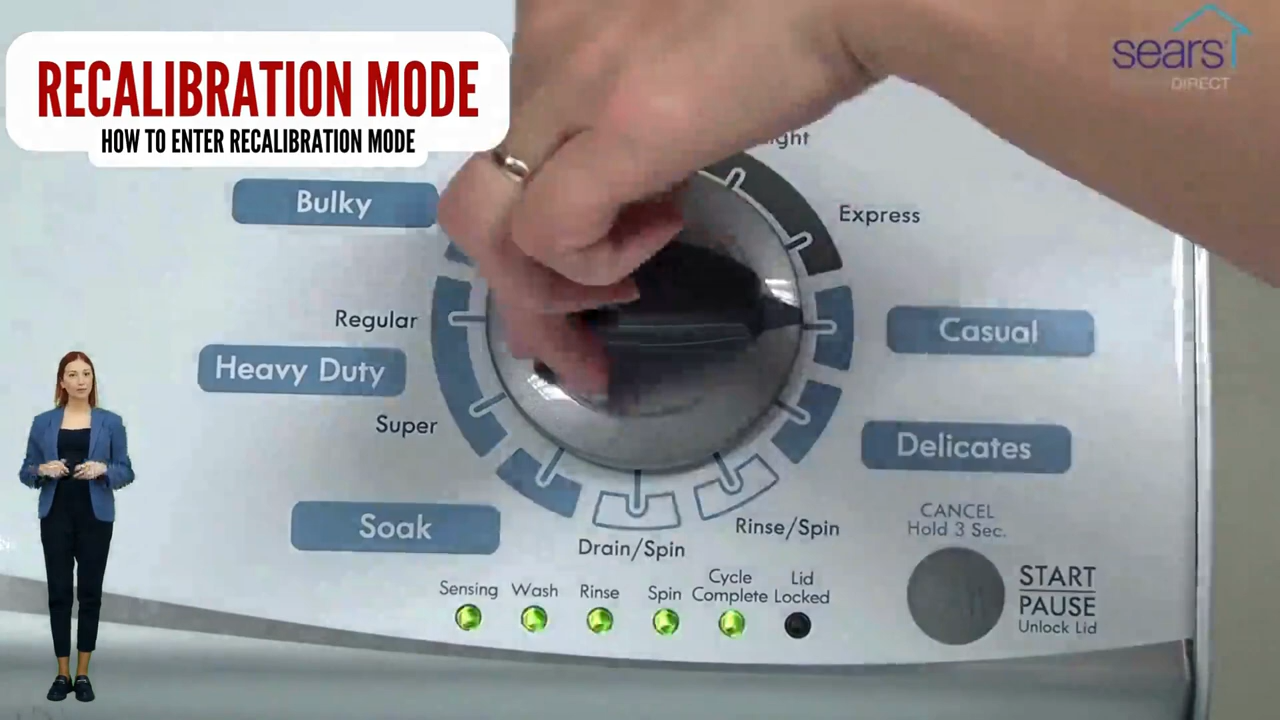 RECALIBRATION MODE
HOW TO ENTER RECALIBRATION MODE
sears
DIRECT
Bulky
Express
Regular
Casual
Heavy Duty
Super
Delicates
Soak
Rinse/Spin
Drain/Spin
CANCEL
Hold 3 Sec.
START
PAUSE
Unlock Lid
Sensing
Wash
Rinse
Spin
Cycle
Complete
Lid
Locked